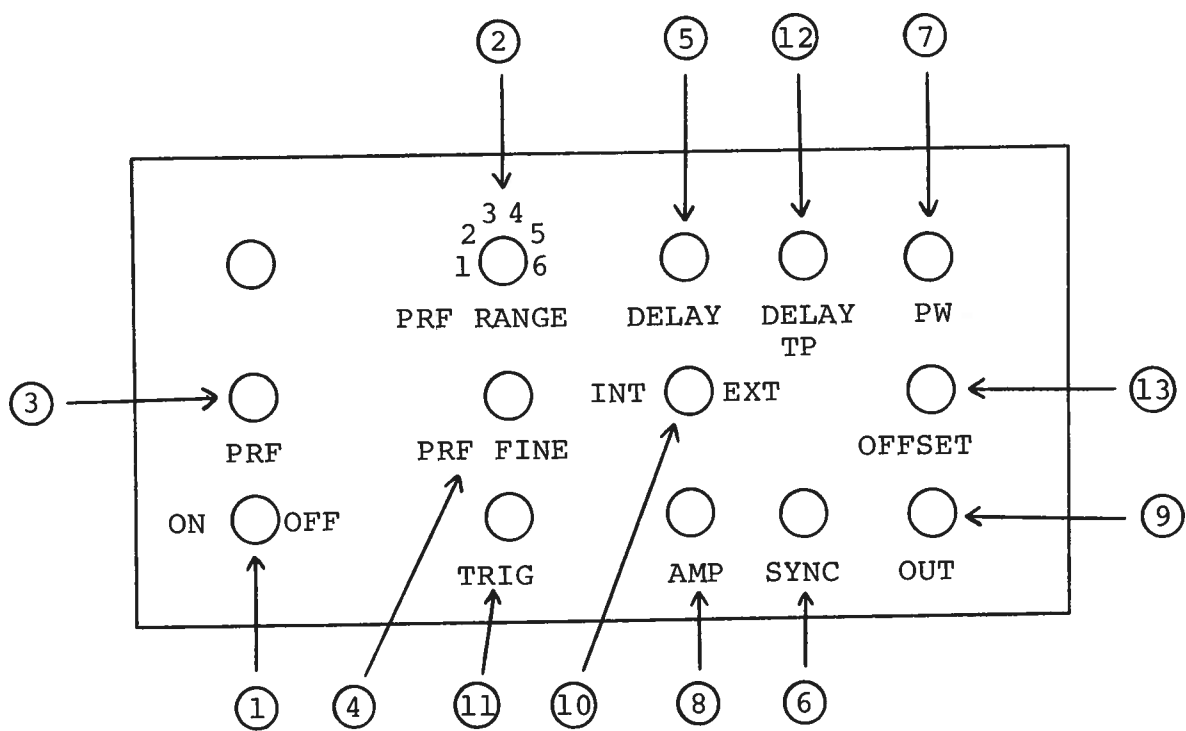 2 5 12 7
3 4
2 5
1 6
PRF RANGE DELAY DELAY PW
TP
3 INT EXT 13
PRF PRF FINE OFFSET
ON OFF 9
TRIG AMP SYNC OUT
1 4 11 10 8 6